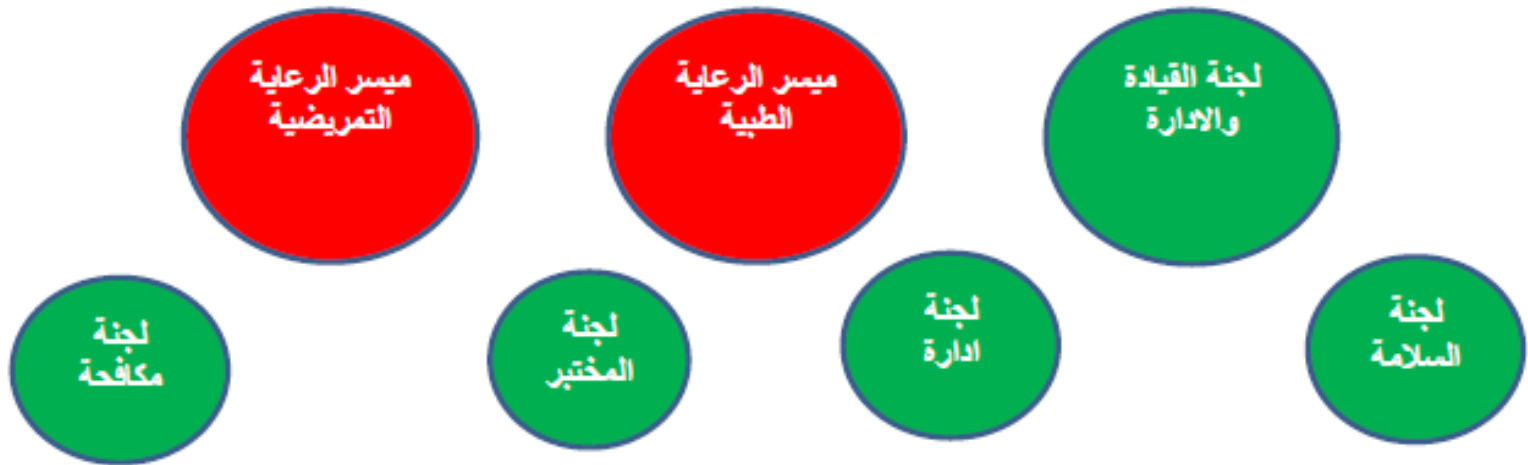 لجنة القيادة
والادارة
ميسر الرعاية
الطبية
ميسر الرعاية
التمريضية
لجنة
السلامة
لجنة
ادارة
لجنة
المختبر
لجنة
مكافحة